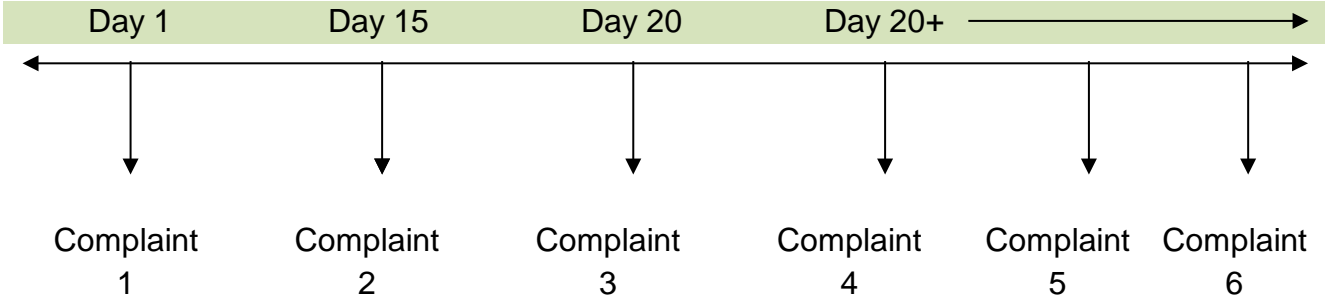 Day 1 Day 15 Day 20 Day 20+
Complaint Complaint Complaint Complaint Complaint Complaint
1 2 3 4 5 6